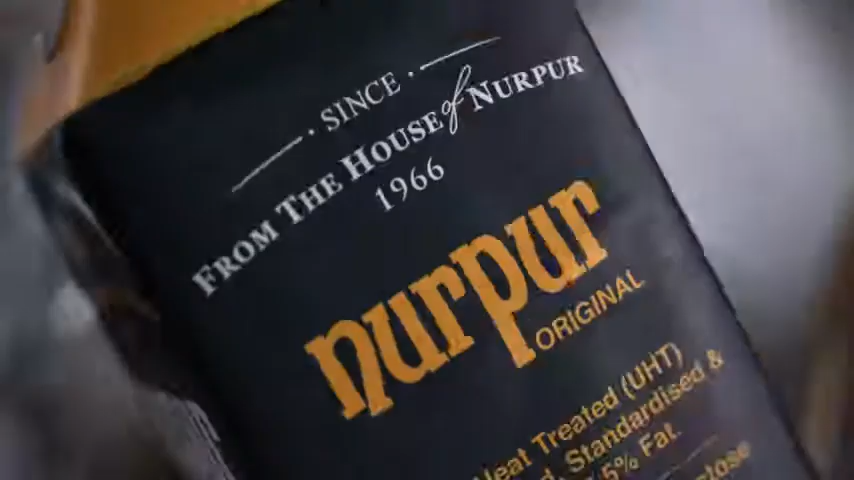 SINCE
FROM THE HOUSE of NURPUR
1966
nurpur
ORIGINAL
Heat Treated (UHT)
Standardised &
5% Fat.